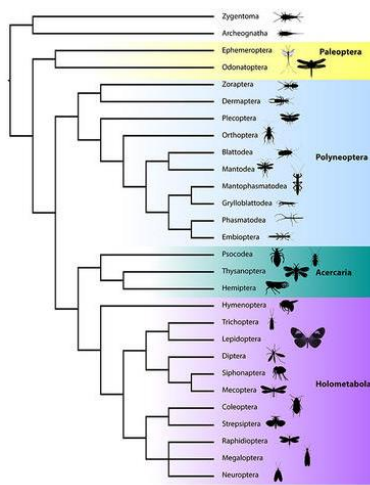 Zygentoma
Archeognatha
Ephemeroptera
Paleoptera
Odonatoptera
Zoraptera
Dermaptera
Plecoptera
Orthoptera
Blattodea
Polyneoptera
Mantodea
Mantophasmatodea
Grylloblattodea
Phasmatodea
Embioptera
Psocodea
Thysanoptera
Acercaria
Hemiptera
Hymenoptera
Trichoptera
Lepidoptera
Diptera
Siphonaptera
Mecoptera
Holometabola
Coleoptera
Strepsiptera
Raphidioptera
Megaloptera
Neuroptera